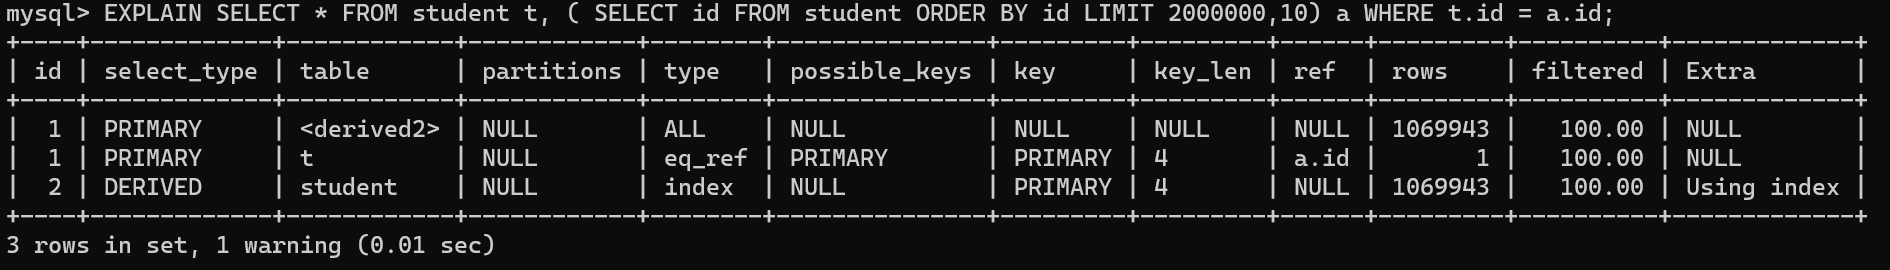 mysql> EXPLAIN SELECT * FROM student t, ( SELECT id FROM student ORDER BY id LIMIT 2000000,10) a WHERE t.id = a.id;
+----+-------------+------------+------------+--------+---------------+---------+---------+------+---------+----------+-------------+
| id | select_type | table      | partitions | type   | possible_keys | key     | key_len | ref  | rows    | filtered | Extra       |
+----+-------------+------------+------------+--------+---------------+---------+---------+------+---------+----------+-------------+
|  1 | PRIMARY     | <derived2> | NULL       | ALL    | NULL          | NULL    | NULL    | NULL | 1069943 |   100.00 | NULL        |
|  1 | PRIMARY     | t          | NULL       | eq_ref | PRIMARY       | PRIMARY | 4       | a.id |       1 |   100.00 | NULL        |
|  2 | DERIVED     | student    | NULL       | index  | NULL          | PRIMARY | 4       | NULL | 1069943 |   100.00 | Using index |
+----+-------------+------------+------------+--------+---------------+---------+---------+------+---------+----------+-------------+
3 rows in set, 1 warning (0.01 sec)